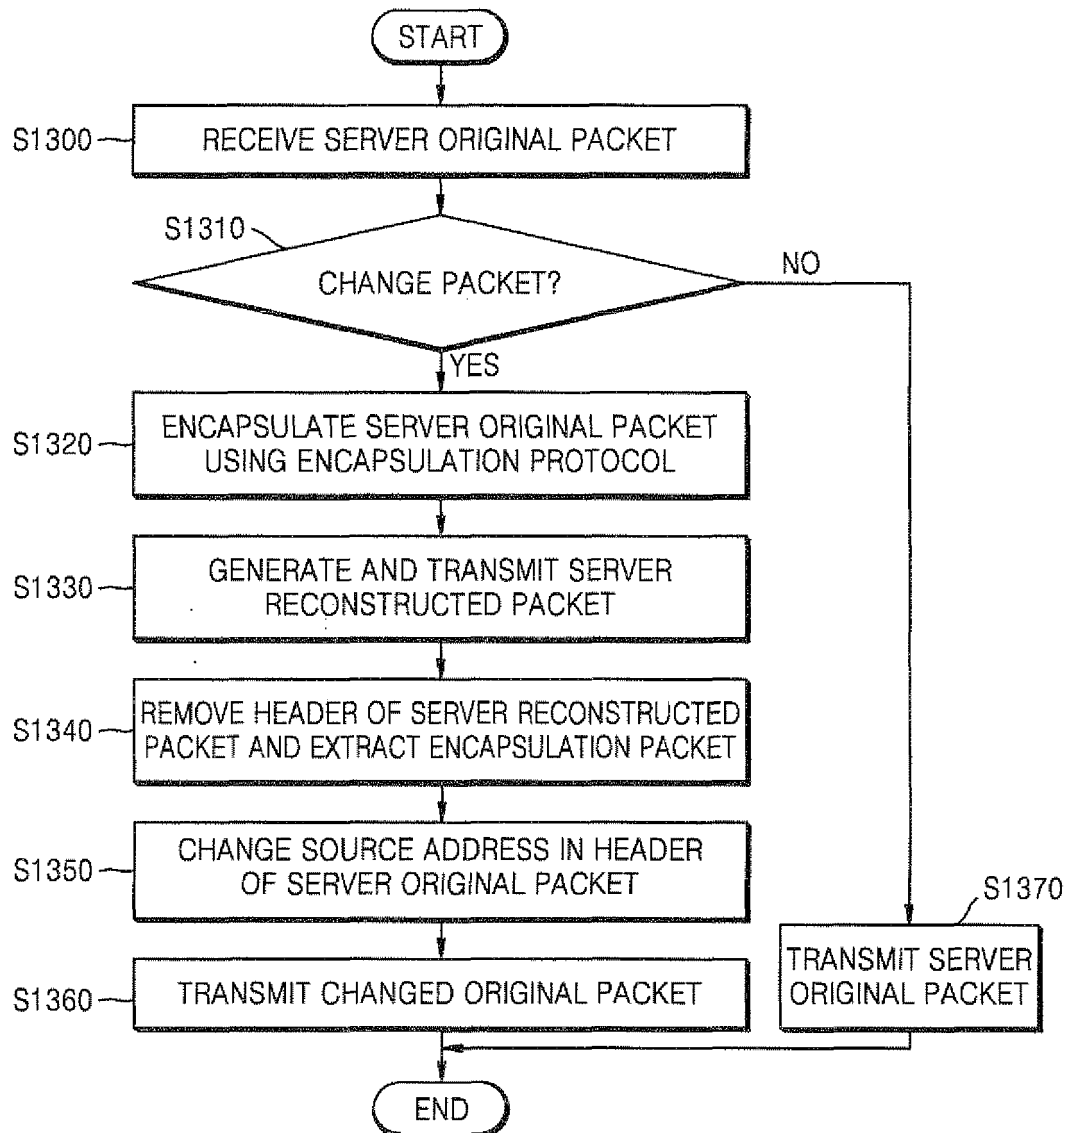 START
S1300
RECEIVE SERVER ORIGINAL PACKET
S1310
CHANGE PACKET?
NO
YES
S1320
ENCAPSULATE SERVER ORIGINAL PACKET
USING ENCAPSULATION PROTOCOL
S1330
GENERATE AND TRANSMIT SERVER
RECONSTRUCTED PACKET
S1340
REMOVE HEADER OF SERVER RECONSTRUCTED
PACKET AND EXTRACT ENCAPSULATION PACKET
S1350
CHANGE SOURCE ADDRESS IN HEADER
OF SERVER ORIGINAL PACKET
S1360
TRANSMIT CHANGED ORIGINAL PACKET
S1370
TRANSMIT SERVER
ORIGINAL PACKET
END